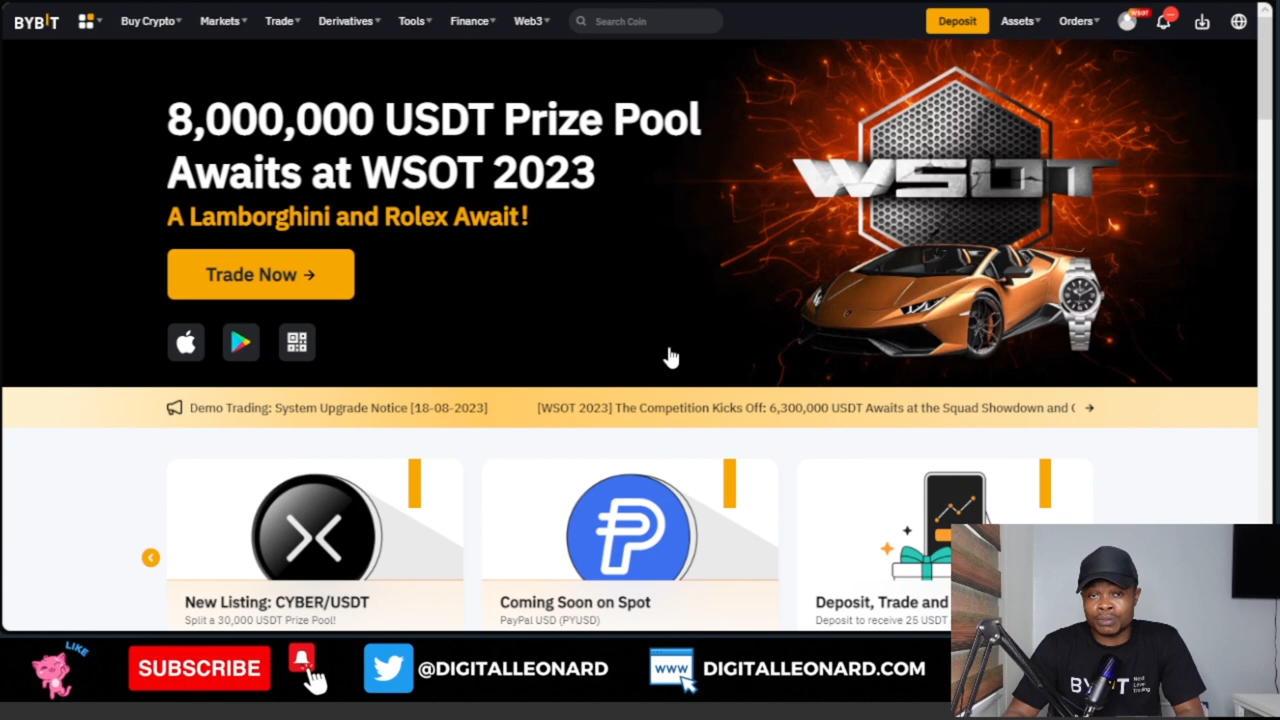 BYBIT
Buy Crypto
Markets
Trade
Derivatives
Tools
Finance
Web3
Search Coin
Deposit
Assets
Orders
WSOT
8,000,000 USDT Prize Pool
Awaits at WSOT 2023
A Lamborghini and Rolex Await!
Trade Now →
WSOT
Demo Trading: System Upgrade Notice [18-08-2023]
[WSOT 2023] The Competition Kicks Off: 6,300,000 USDT Awaits at the Squad Showdown and
New Listing: CYBER/USDT
Split a 30,000 USDT Prize Pool!
Coming Soon on Spot
PayPal USD (PYUSD)
Deposit, Trade and
Deposit to receive 25 USDT
LIKE
SUBSCRIBE
@DIGITALLEONARD
WWW
DIGITALLEONARD.COM
BYBIT
Next
Level
Trading